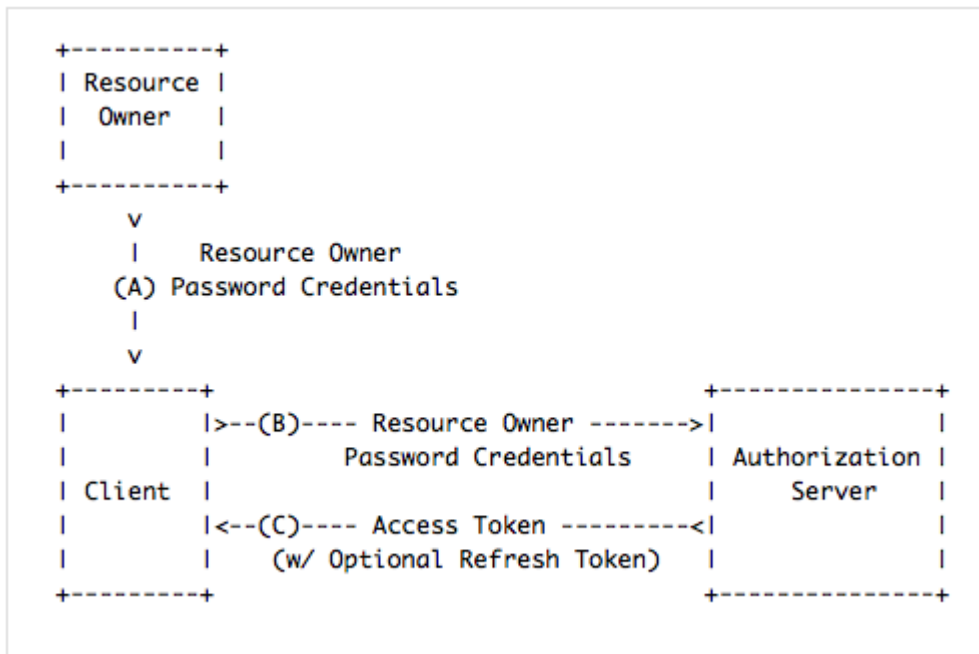 +----------+
| Resource |
|  Owner   |
|          |
+----------+
     v
     |    Resource Owner
    (A) Password Credentials
     |
     v
+---------+                                  +---------------+
|         |>--(B)---- Resource Owner ------->|               |
|         |         Password Credentials     | Authorization |
| Client  |                                  |     Server    |
|         |<--(C)---- Access Token ---------<|               |
|         |    (w/ Optional Refresh Token)   |               |
+---------+                                  +---------------+